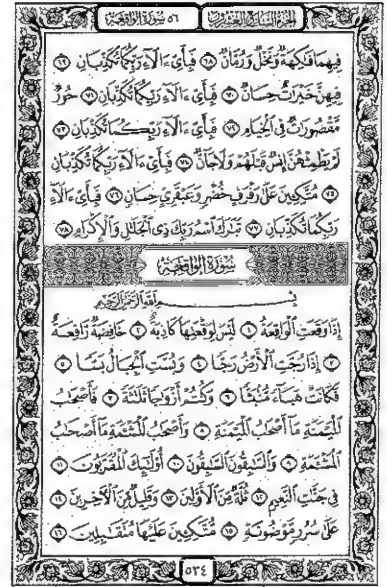 الجزء السابع والعشرون ٥٦ سورة الواقعة
فِيهِمَا فَٰكِهَةٌ وَنَخْلٌ وَرُمَّانٌ ٦٨ فَبِأَيِّ ءَالَآءِ رَبِّكُمَا تُكَذِّبَانِ ٦٩
فِيهِنَّ خَيْرَٰتٌ حِسَانٌ ٧٠ فَبِأَيِّ ءَالَآءِ رَبِّكُمَا تُكَذِّبَانِ ٧١ حُورٌ
مَّقْصُورَٰتٌ فِي ٱلْخِيَامِ ٧٢ فَبِأَيِّ ءَالَآءِ رَبِّكُمَا تُكَذِّبَانِ ٧٣
لَمْ يَطْمِثْهُنَّ إِنسٌ قَبْلَهُمْ وَلَا جَآنٌّ ٧٤ فَبِأَيِّ ءَالَآءِ رَبِّكُمَا تُكَذِّبَانِ
٧٥ مُتَّكِـِٔينَ عَلَىٰ رَفْرَفٍ خُضْرٍ وَعَبْقَرِيٍّ حِسَانٍ ٧٦ فَبِأَيِّ ءَالَآءِ
رَبِّكُمَا تُكَذِّبَانِ ٧٧ تَبَٰرَكَ ٱسْمُ رَبِّكَ ذِي ٱلْجَلَٰلِ وَٱلْإِكْرَامِ ٧٨
سُورَةُ الوَاقِعَةِ
بِسْمِ ٱللَّهِ ٱلرَّحْمَٰنِ ٱلرَّحِيمِ
إِذَا وَقَعَتِ ٱلْوَاقِعَةُ ١ لَيْسَ لِوَقْعَتِهَا كَاذِبَةٌ ٢ خَافِضَةٌ رَّافِعَةٌ
٣ إِذَا رُجَّتِ ٱلْأَرْضُ رَجًّا ٤ وَبُسَّتِ ٱلْجِبَالُ بَسًّا ٥
فَكَانَتْ هَبَآءً مُّنۢبَثًّا ٦ وَكُنتُمْ أَزْوَٰجًا ثَلَٰثَةً ٧ فَأَصْحَٰبُ
ٱلْمَيْمَنَةِ مَآ أَصْحَٰبُ ٱلْمَيْمَنَةِ ٨ وَأَصْحَٰبُ ٱلْمَشْـَٔمَةِ مَآ أَصْحَٰبُ
ٱلْمَشْـَٔمَةِ ٩ وَٱلسَّٰبِقُونَ ٱلسَّٰبِقُونَ ١٠ أُوْلَٰٓئِكَ ٱلْمُقَرَّبُونَ ١١
فِي جَنَّٰتِ ٱلنَّعِيمِ ١٢ ثُلَّةٌ مِّنَ ٱلْأَوَّلِينَ ١٣ وَقَلِيلٌ مِّنَ ٱلْءَاخِرِينَ ١٤
عَلَىٰ سُرُرٍ مَّوْضُونَةٍ ١٥ مُّتَّكِـِٔينَ عَلَيْهَا مُتَقَٰبِلِينَ ١٦
٥٣٤